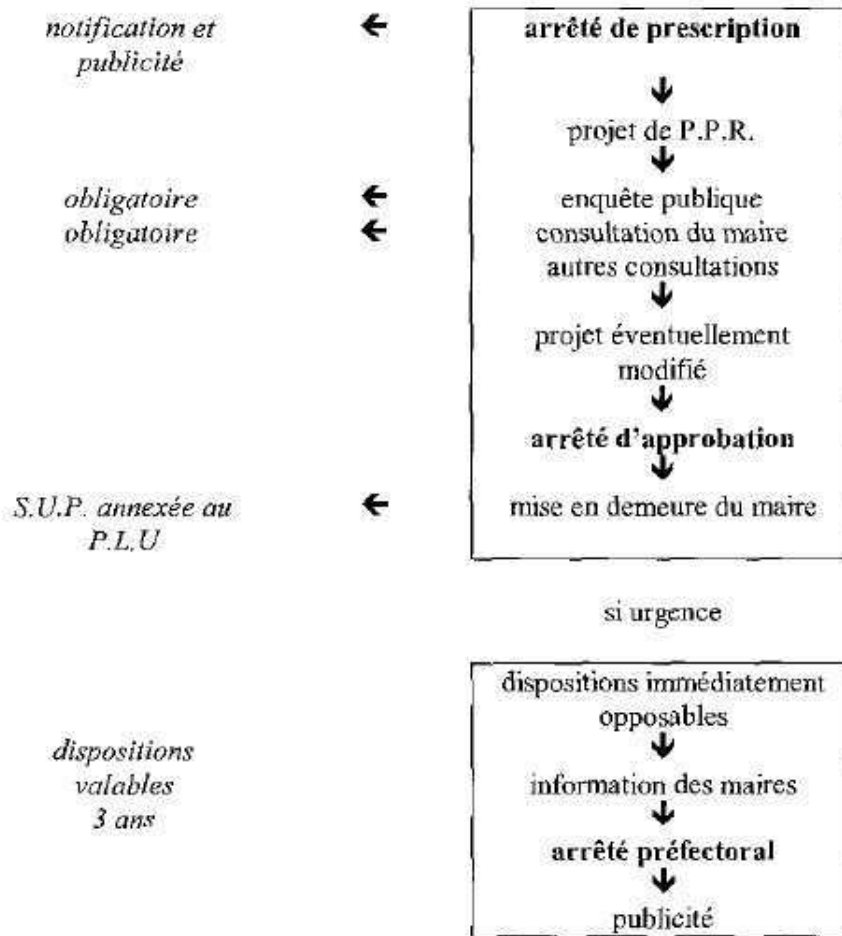 notification et
publicité
← arrêté de prescription
↓
projet de P.P.R.
↓
obligatoire ← enquête publique
obligatoire ← consultation du maire
autres consultations
↓
projet éventuellement
modifié
↓
arrêté d'approbation
↓
S.U.P. annexée au
P.L.U
← mise en demeure du maire
si urgence
dispositions immédiatement
opposables
↓
dispositions
valables
3 ans
information des maires
↓
arrêté préfectoral
↓
publicité